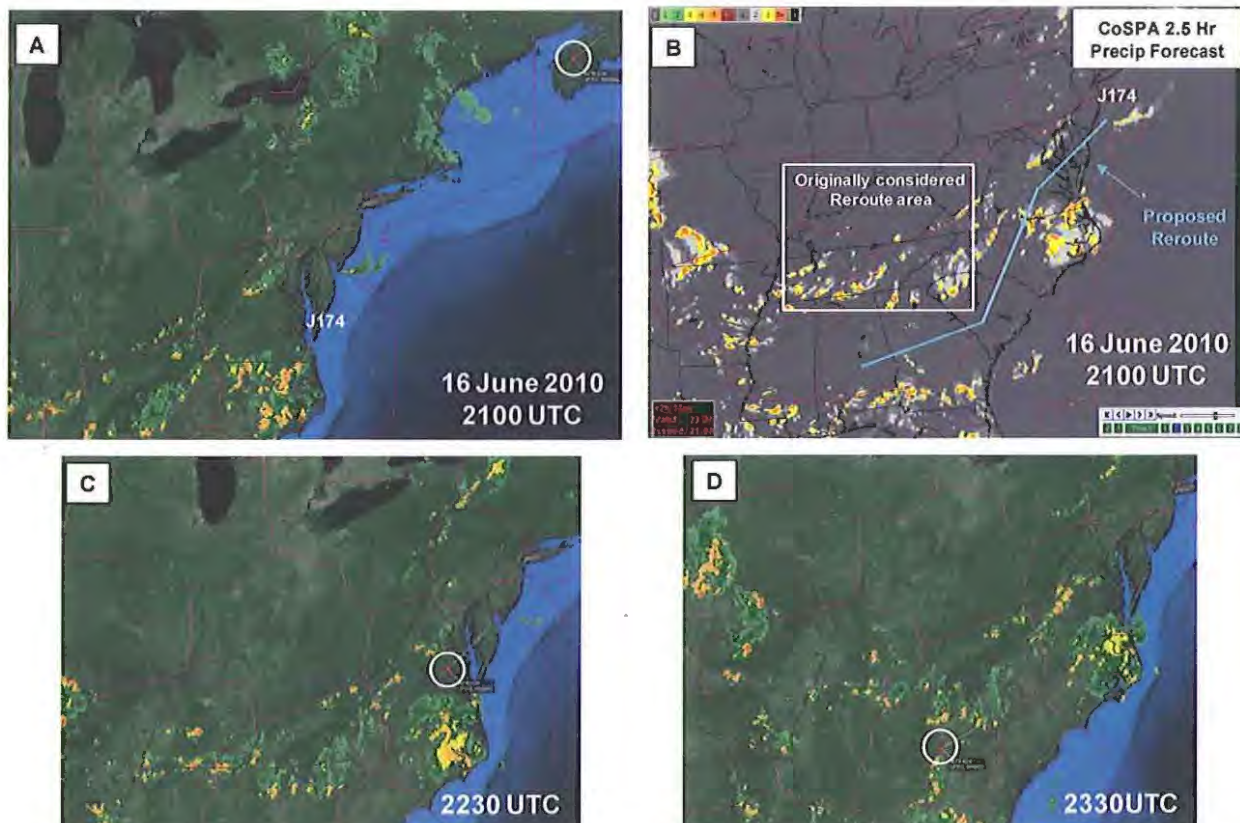 A
J174
16 June 2010
2100 UTC
B
CoSPA 2.5 Hr
Precip Forecast
J174
Originally considered
Reroute area
Proposed
Reroute
16 June 2010
2100 UTC
C
2230 UTC
D
2330UTC